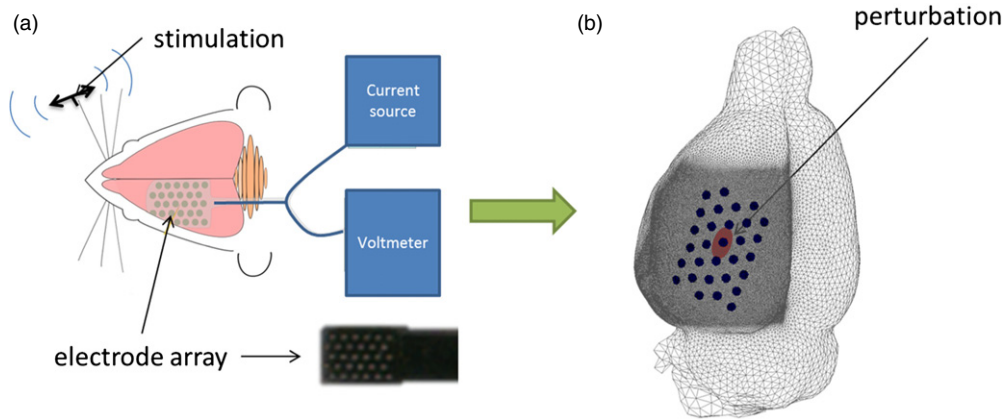 (a)
stimulation
Current
source
Voltmeter
electrode array
(b)
perturbation